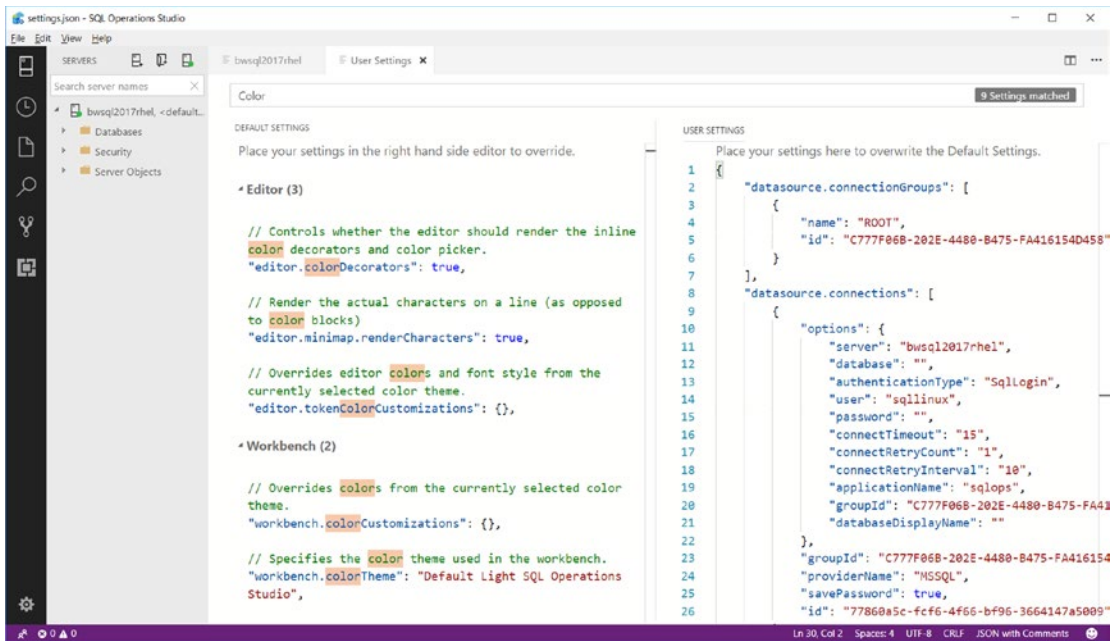 settings.json - SQL Operations Studio
File Edit View Help
SERVERS
bwsql2017rhel
User Settings
Search server names
bwsql2017rhel, <default...
Databases
Security
Server Objects
Color
9 Settings matched
DEFAULT SETTINGS
Place your settings in the right hand side editor to override.
Editor (3)
// Controls whether the editor should render the inline
color decorators and color picker.
"editor.colorDecorators": true,
// Render the actual characters on a line (as opposed
to color blocks)
"editor.minimap.renderCharacters": true,
// Overrides editor colors and font style from the
currently selected color theme.
"editor.tokenColorCustomizations": {},
Workbench (2)
// Overrides colors from the currently selected color
theme.
"workbench.colorCustomizations": {},
// Specifies the color theme used in the workbench.
"workbench.colorTheme": "Default Light SQL Operations
Studio",
USER SETTINGS
Place your settings here to overwrite the Default Settings.
1 {
2 "datasource.connectionGroups": [
3 {
4 "name": "ROOT",
5 "id": "C777F06B-202E-4480-B475-FA416154D458"
6 }
7 ],
8 "datasource.connections": [
9 {
10 "options": {
11 "server": "bwsql2017rhel",
12 "database": "",
13 "authenticationType": "SqlLogin",
14 "user": "sqllinux",
15 "password": "",
16 "connectTimeout": "15",
17 "connectRetryCount": "1",
18 "connectRetryInterval": "10",
19 "applicationName": "sqlops",
20 "groupId": "C777F06B-202E-4480-B475-FA41
21 "databaseDisplayName": ""
22 },
23 "groupId": "C777F06B-202E-4480-B475-FA416154
24 "providerName": "MSSQL",
25 "savePassword": true,
26 "id": "77860a5c-fcf6-4f66-bf96-3664147a5009"
0 0
Ln 30, Col 2 Spaces: 4 UTF-8 CRLF JSON with Comments